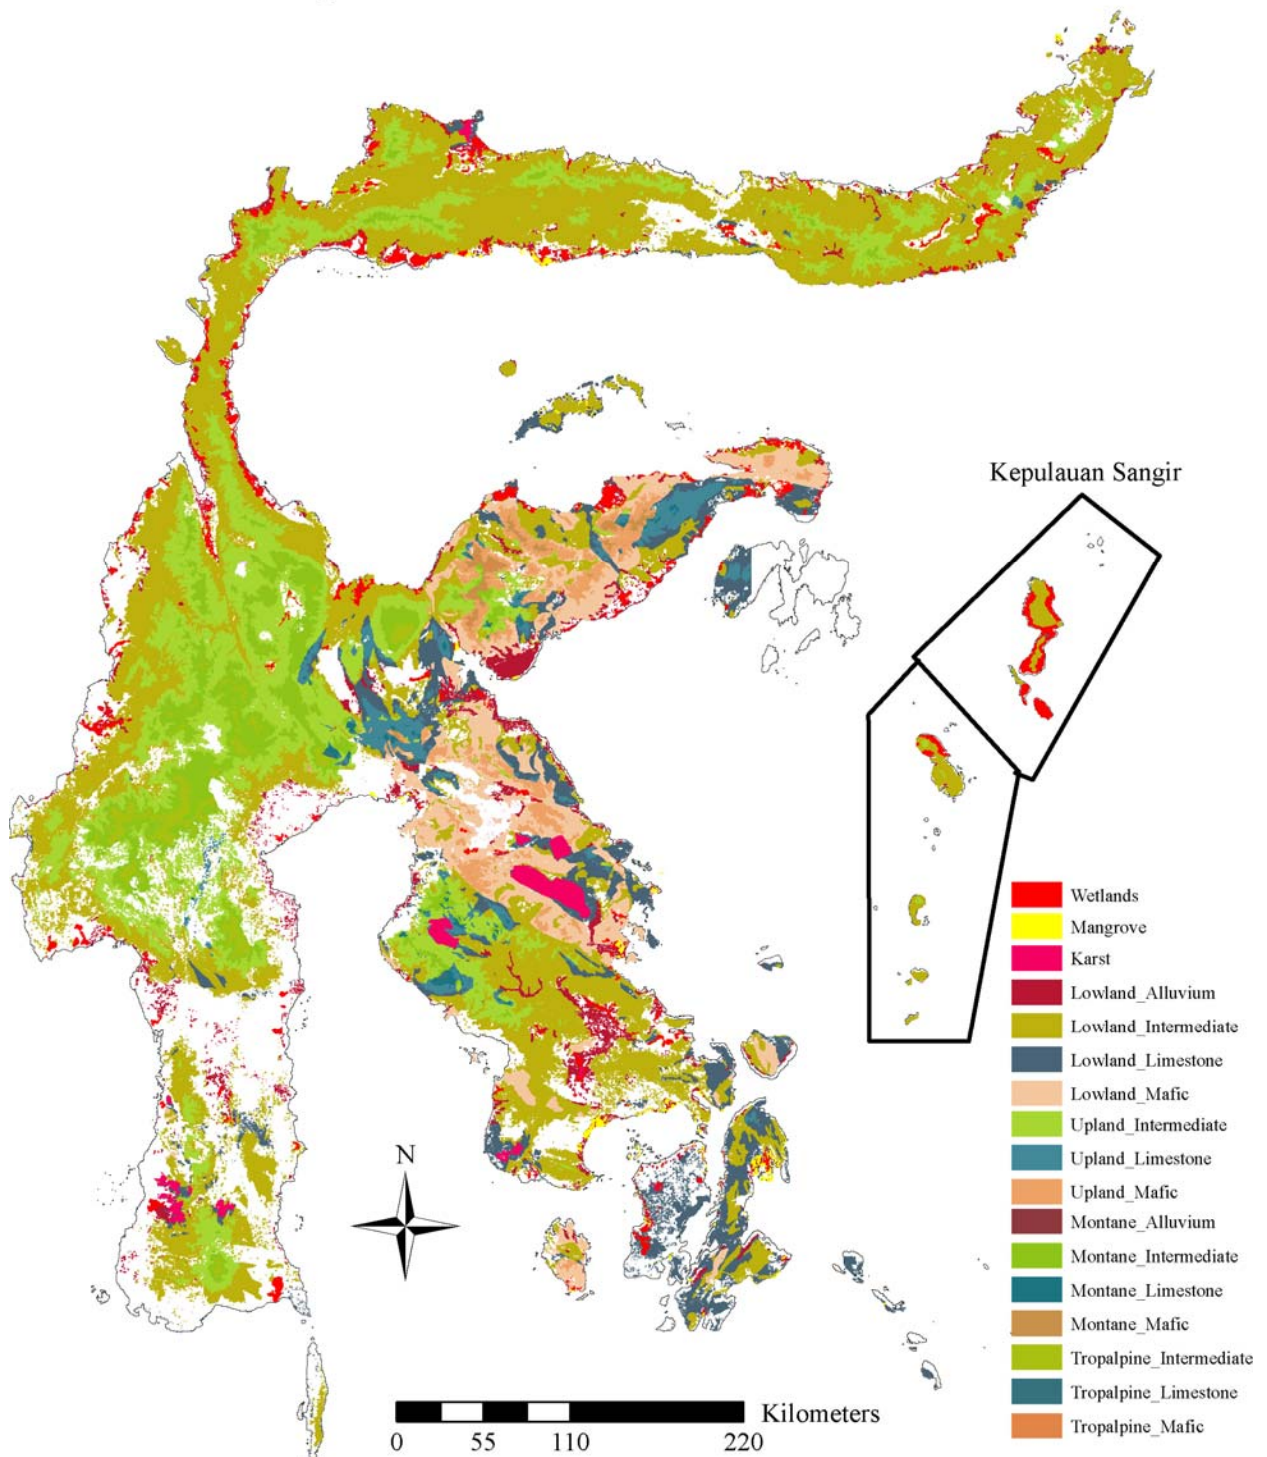 Kepulauan Sangir
Wetlands
Mangrove
Karst
Lowland_Alluvium
Lowland_Intermediate
Lowland_Limestone
Lowland_Mafic
Upland_Intermediate
Upland_Limestone
Upland_Mafic
Montane_Alluvium
Montane_Intermediate
Montane_Limestone
Montane_Mafic
Tropalpine_Intermediate
Tropalpine_Limestone
Tropalpine_Mafic
N
Kilometers
0 55 110 220